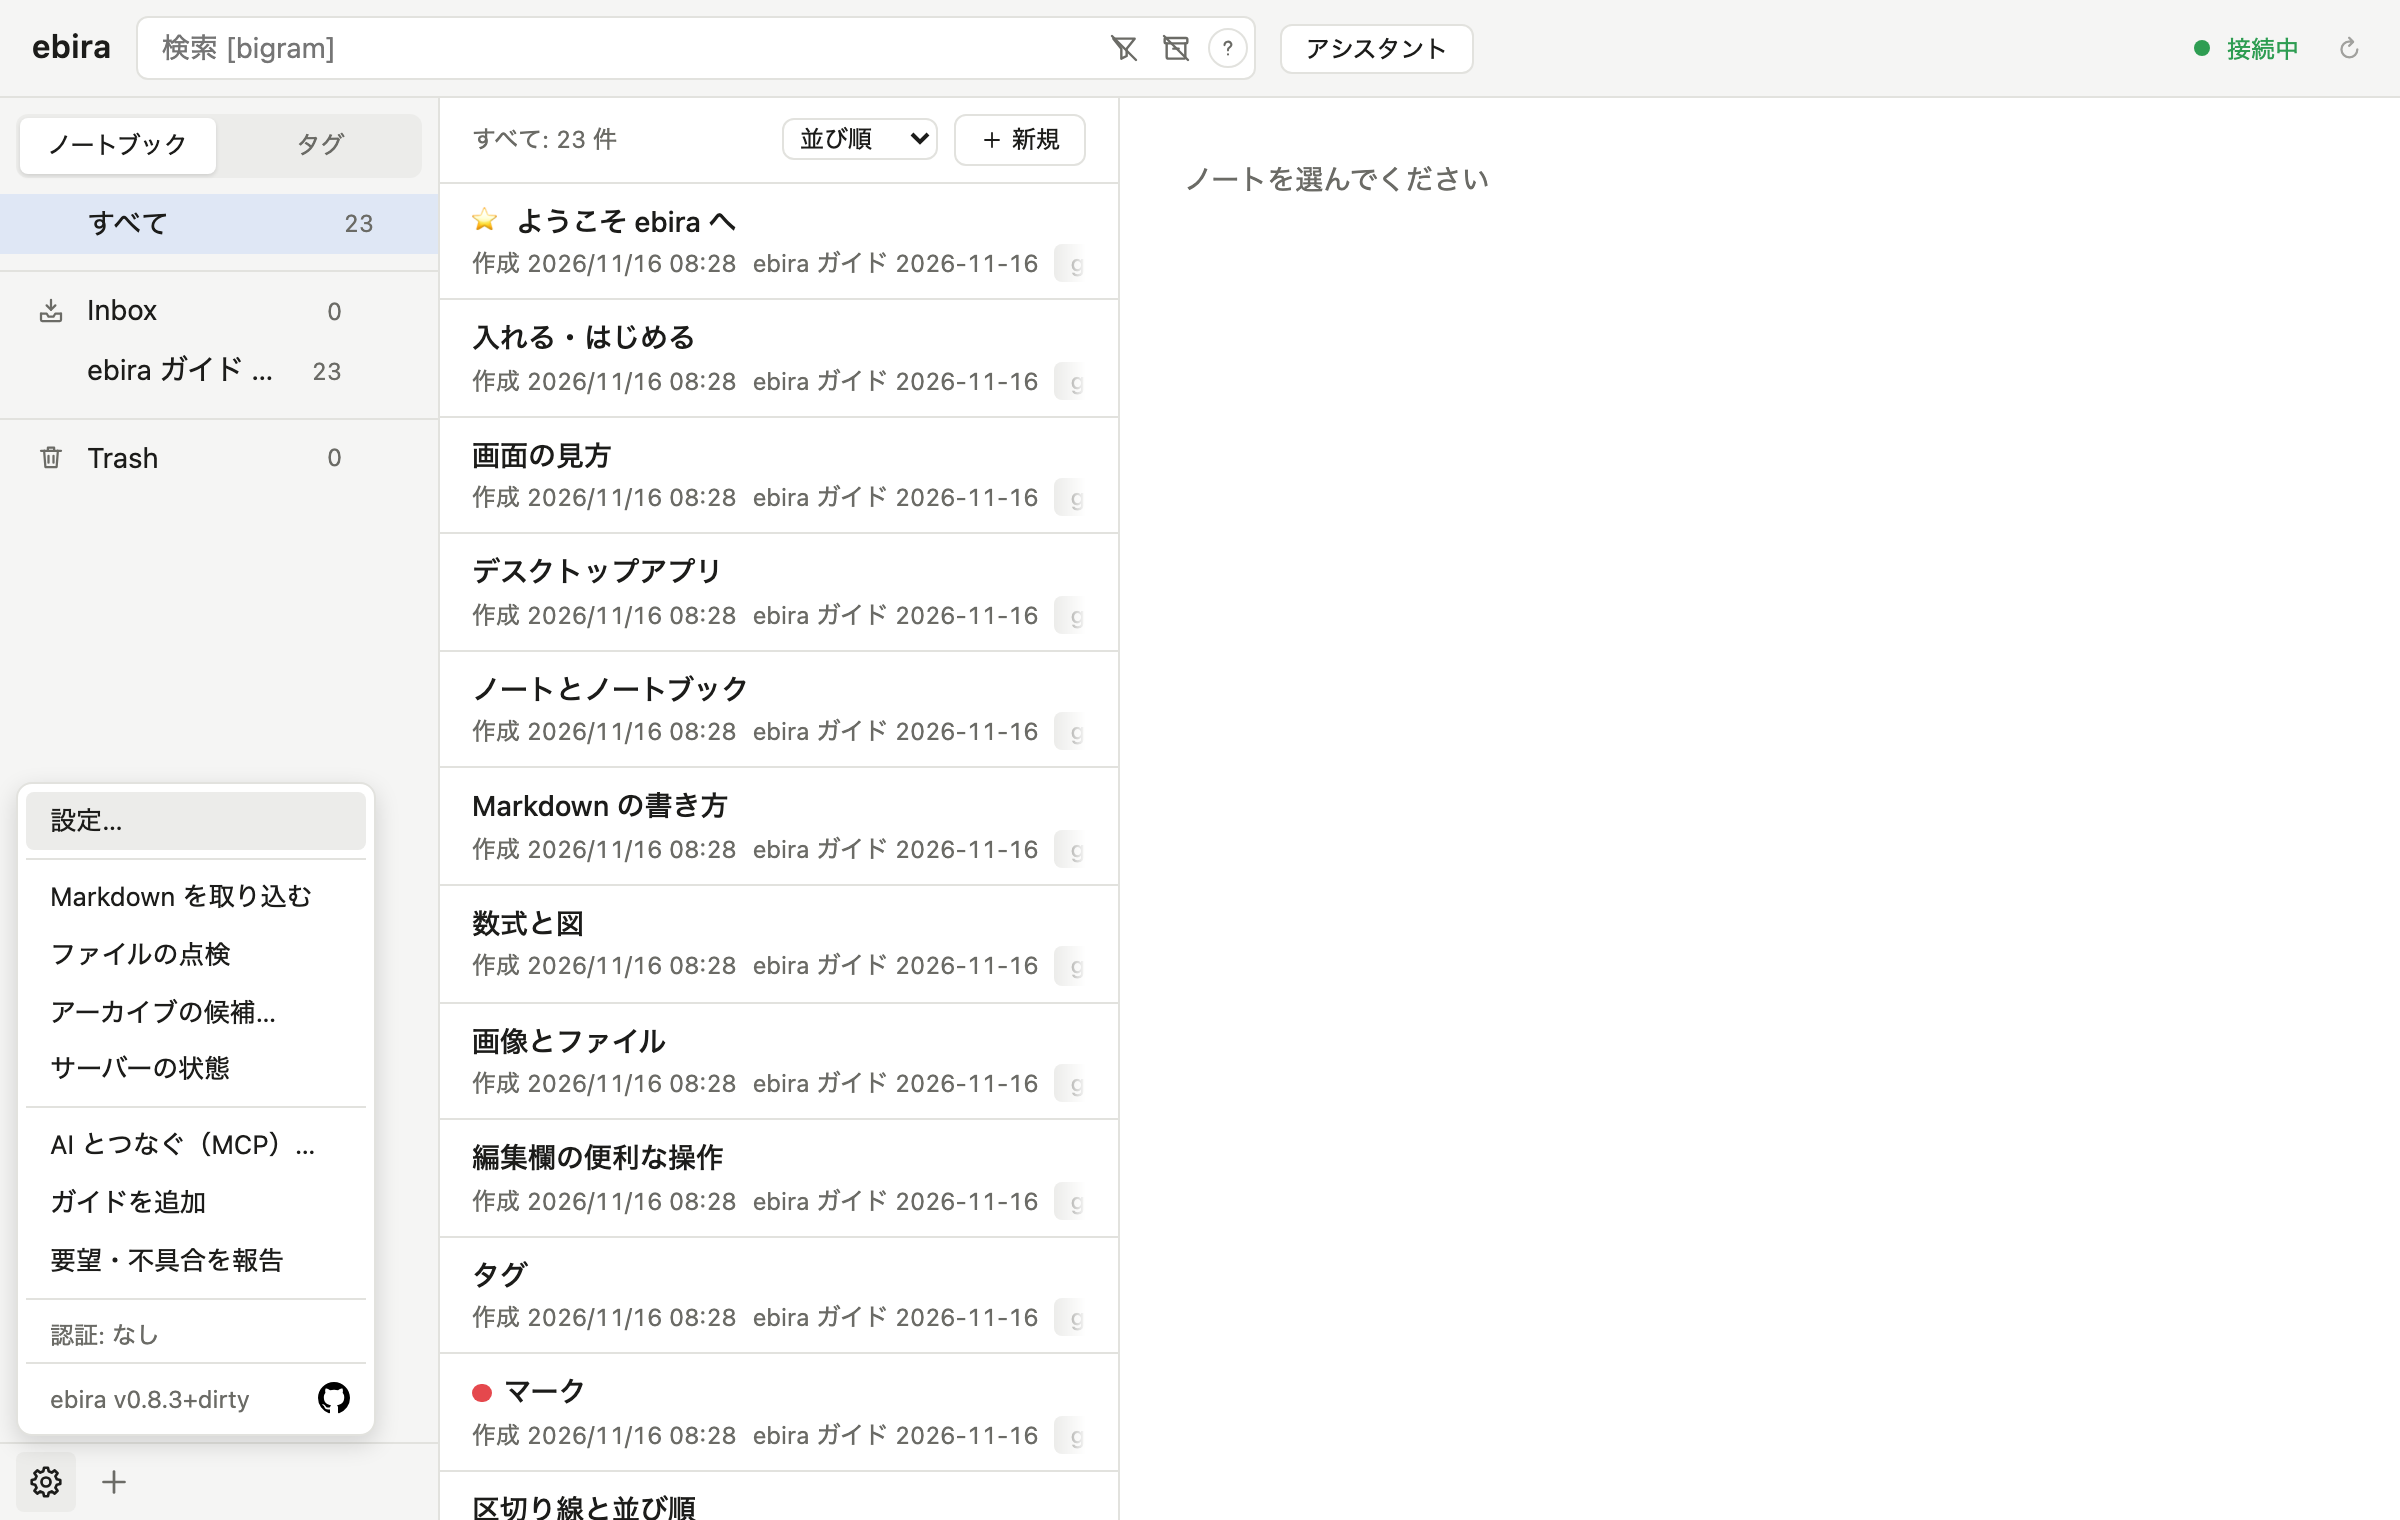 ebira
検索 [bigram]
?
アシスタント
接続中
ノートブック
タグ
すべて 23
Inbox 0
ebira ガイド ... 23
Trash 0
設定...
Markdown を取り込む
ファイルの点検
アーカイブの候補...
サーバーの状態
AI とつなぐ（MCP）...
ガイドを追加
要望・不具合を報告
認証: なし
ebira v0.8.3+dirty
すべて: 23 件
並び順
+ 新規
ようこそ ebira へ
作成 2026/11/16 08:28 ebira ガイド 2026-11-16 g
入れる・はじめる
作成 2026/11/16 08:28 ebira ガイド 2026-11-16 g
画面の見方
作成 2026/11/16 08:28 ebira ガイド 2026-11-16 g
デスクトップアプリ
作成 2026/11/16 08:28 ebira ガイド 2026-11-16 g
ノートとノートブック
作成 2026/11/16 08:28 ebira ガイド 2026-11-16 g
Markdown の書き方
作成 2026/11/16 08:28 ebira ガイド 2026-11-16 g
数式と図
作成 2026/11/16 08:28 ebira ガイド 2026-11-16 g
画像とファイル
作成 2026/11/16 08:28 ebira ガイド 2026-11-16 g
編集欄の便利な操作
作成 2026/11/16 08:28 ebira ガイド 2026-11-16 g
タグ
作成 2026/11/16 08:28 ebira ガイド 2026-11-16 g
マーク
作成 2026/11/16 08:28 ebira ガイド 2026-11-16 g
区切り線と並び順
ノートを選んでください